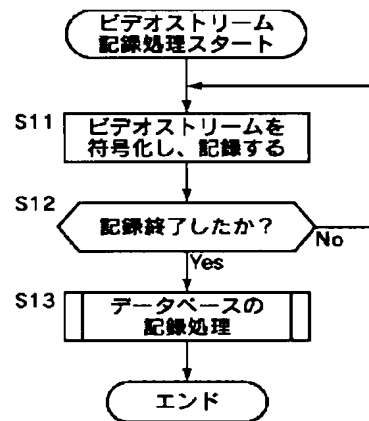 ビデオストリーム
記録処理スタート
S11
ビデオストリームを
符号化し、記録する
S12
記録終了したか?
No
Yes
S13
データベースの
記録処理
エンド